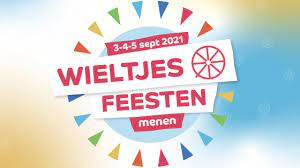 3-4-5 sept 2021
WIELTJES
FEESTEN
menen